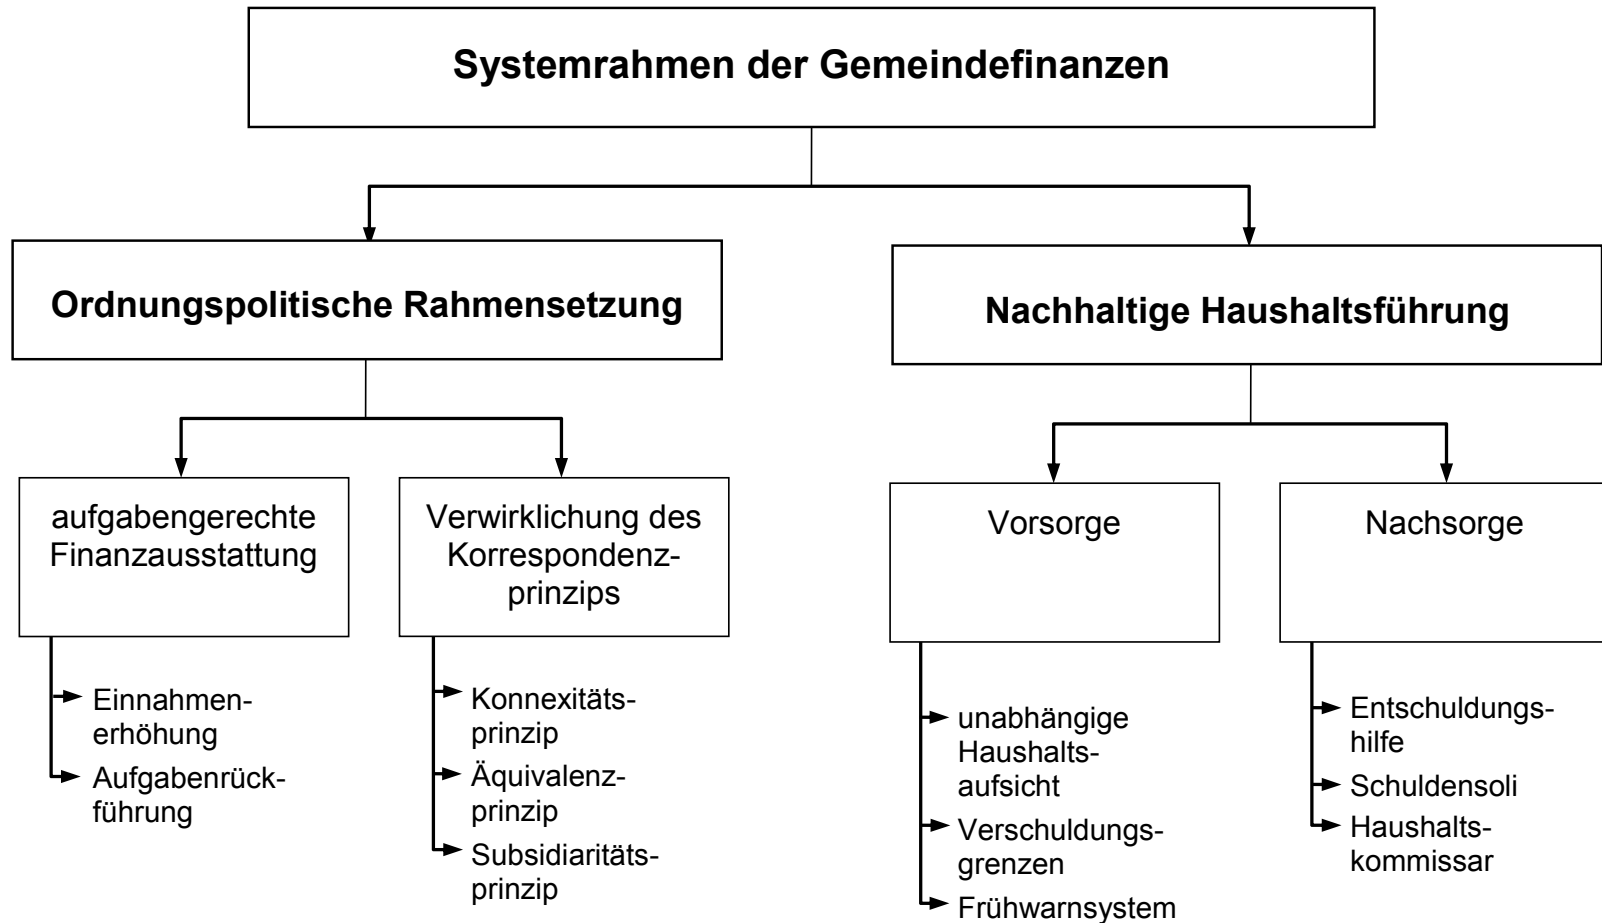 Systemrahmen der Gemeindefinanzen
Ordnungspolitische Rahmensetzung
Nachhaltige Haushaltsführung
aufgabengerechte
Finanzausstattung
Verwirklichung des
Korrespondenz-
prinzips
Vorsorge
Nachsorge
Einnahmen-
erhöhung
Aufgabenrück-
führung
Konnexitäts-
prinzip
Äquivalenz-
prinzip
Subsidiaritäts-
prinzip
unabhängige
Haushalts-
aufsicht
Verschuldungs-
grenzen
Frühwarnsystem
Entschuldungs-
hilfe
Schuldensoli
Haushalts-
kommissar